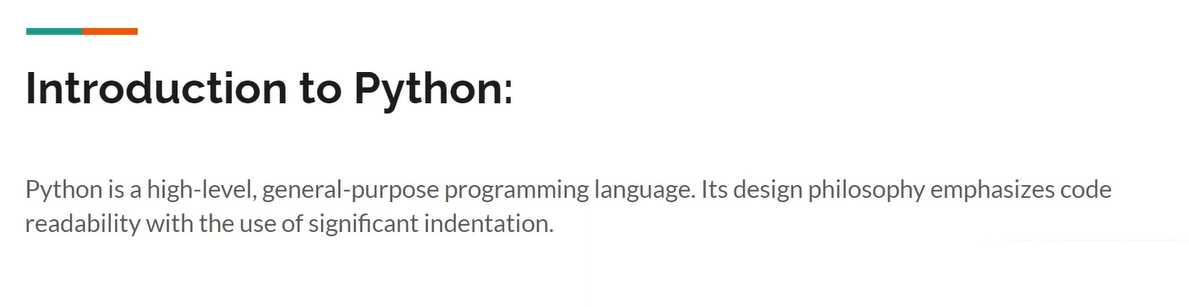 Introduction to Python:
Python is a high-level, general-purpose programming language. Its design philosophy emphasizes code
readability with the use of significant indentation.